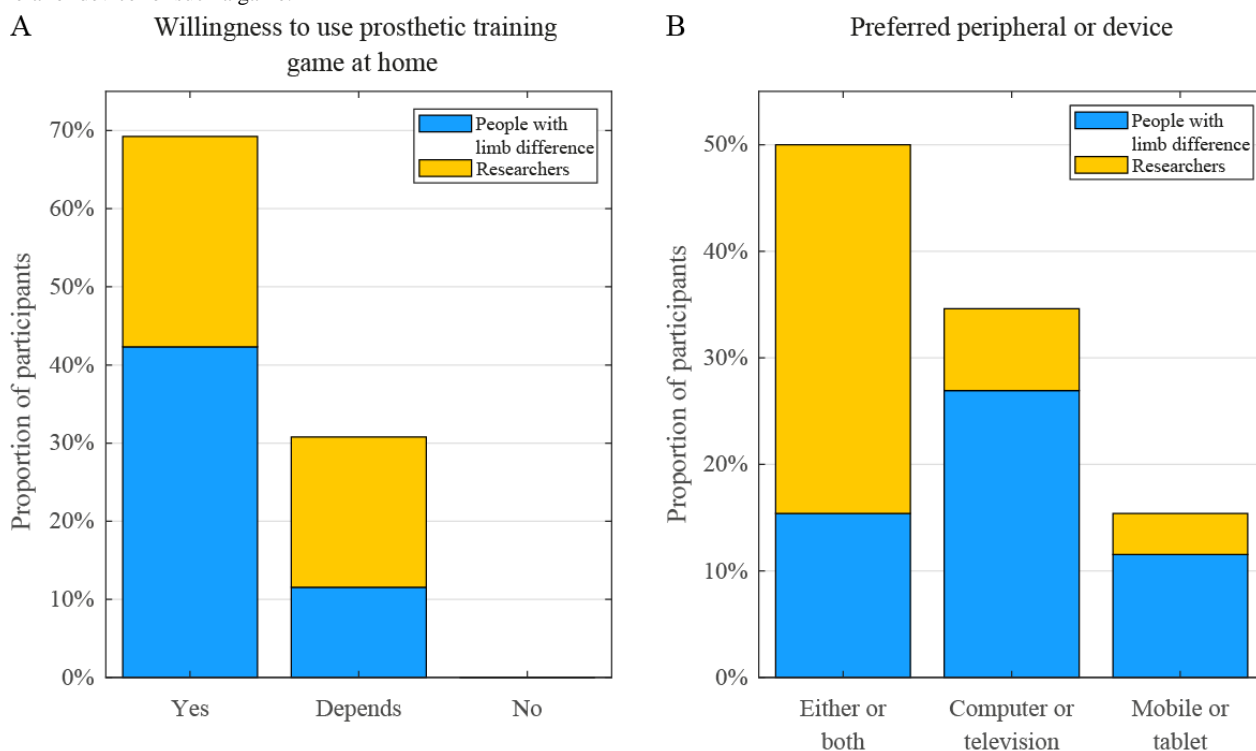 A
Willingness to use prosthetic training
game at home
People with
limb difference
Researchers
70%
60%
50%
40%
30%
20%
10%
0%
Proportion of participants
Yes
Depends
No
B
Preferred peripheral or device
People with
limb difference
Researchers
50%
40%
30%
20%
10%
0%
Proportion of participants
Either or
both
Computer or
television
Mobile or
tablet